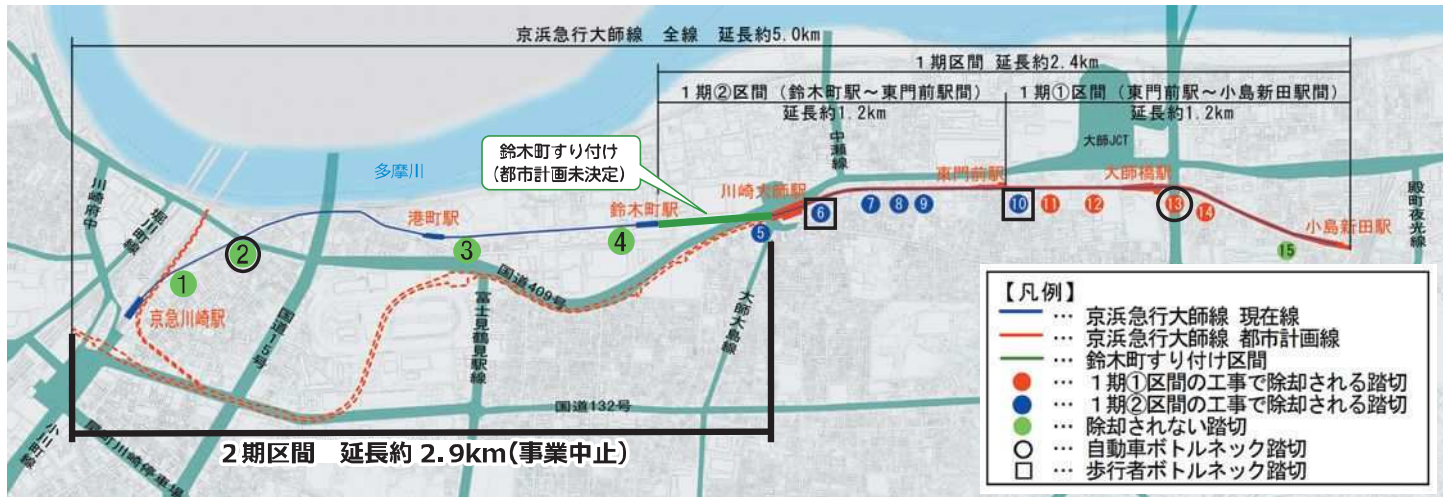 京浜急行大師線 全線 延長約5.0km
1期区間 延長約2.4km
1期②区間(鈴木町駅~東門前駅間)
延長約1.2km
1期①区間(東門前駅~小島新田駅間)
延長約1.2km
鈴木町すり付け
(都市計画未決定)
多摩川
中瀬線
大師JCT
川崎府中
堀川町線
港町駅
鈴木町駅
川崎大師駅
東門前駅
大師橋駅
小島新田駅
殿町夜光線
1
2
3
4
5
6
7
8
9
10
11
12
13
14
15
京急川崎駅
国道15号
国道409号
富士見鶴見駅線
大師大島線
国道132号
小川町線
2期区間 延長約2.9km(事業中止)
【凡例】
… 京浜急行大師線 現在線
… 京浜急行大師線 都市計画線
… 鈴木町すり付け区間
… 1期①区間の工事で除却される踏切
… 1期②区間の工事で除却される踏切
… 除却されない踏切
… 自動車ボトルネック踏切
… 歩行者ボトルネック踏切